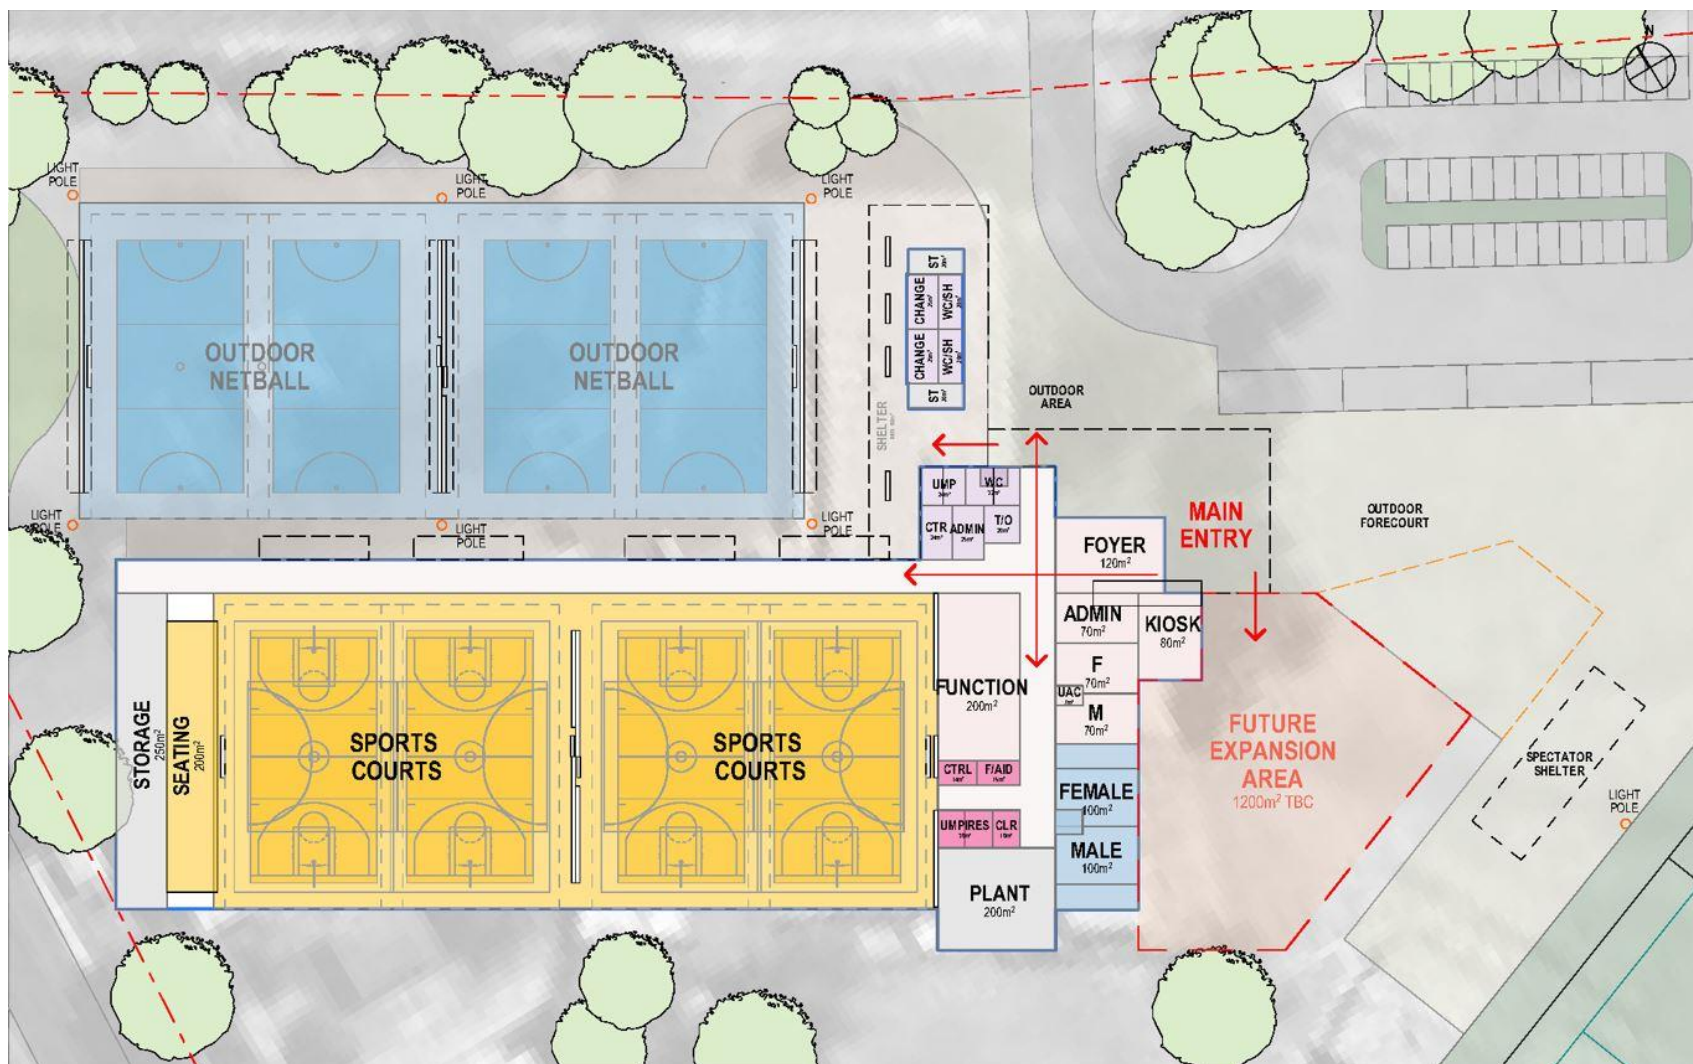 N
LIGHT
POLE
LIGHT
POLE
LIGHT
POLE
OUTDOOR
NETBALL
OUTDOOR
NETBALL
ST
CHANGE
WC/SH
CHANGE
WC/SH
ST
SHELTER
OUTDOOR
AREA
LIGHT
POLE
LIGHT
POLE
LIGHT
POLE
UMP
WC
CTR
ADMIN
T/O
MAIN
ENTRY
OUTDOOR
FORECOURT
FOYER
120m²
ADMIN
70m²
KIOSK
80m²
F
70m²
UAC
M
70m²
FUNCTION
200m²
STORAGE
250m²
SEATING
200m²
SPORTS
COURTS
SPORTS
COURTS
CTRL
F/AID
UMPIRES
CLR
FEMALE
100m²
MALE
100m²
PLANT
200m²
FUTURE
EXPANSION
AREA
1200m² TBC
SPECTATOR
SHELTER
LIGHT
POLE